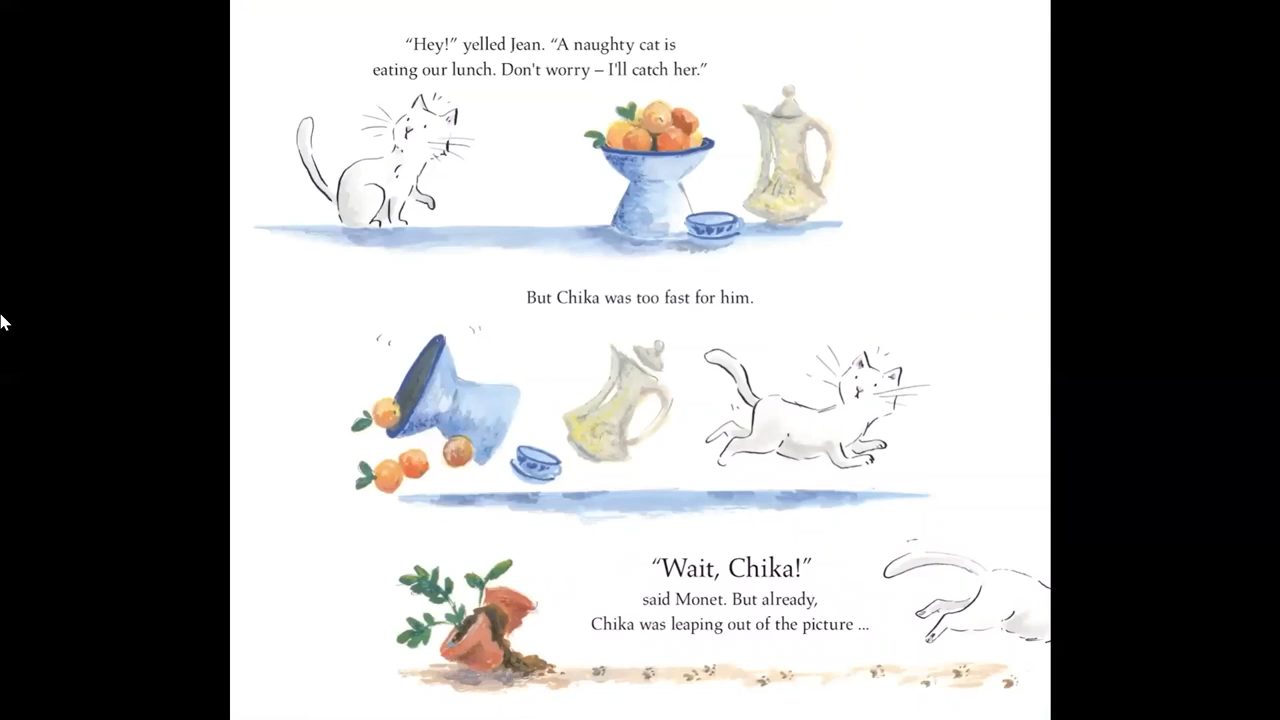 “Hey!” yelled Jean. “A naughty cat is
eating our lunch. Don't worry – I'll catch her.”
But Chika was too fast for him.
“Wait, Chika!”
said Monet. But already,
Chika was leaping out of the picture ...